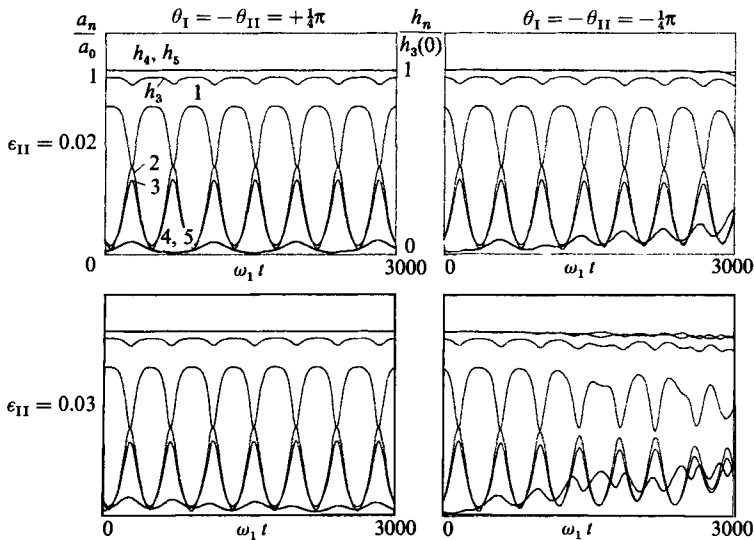 a_n/a_0
θ_I = −θ_II = +¼π
h_n/h_3(0)
θ_I = −θ_II = −¼π
h_4, h_5
1
h_3
1
1
ϵ_II = 0.02
2
3
4, 5
0
0
ω_1 t
3000
ω_1 t
3000
ϵ_II = 0.03
0
ω_1 t
3000
0
ω_1 t
3000